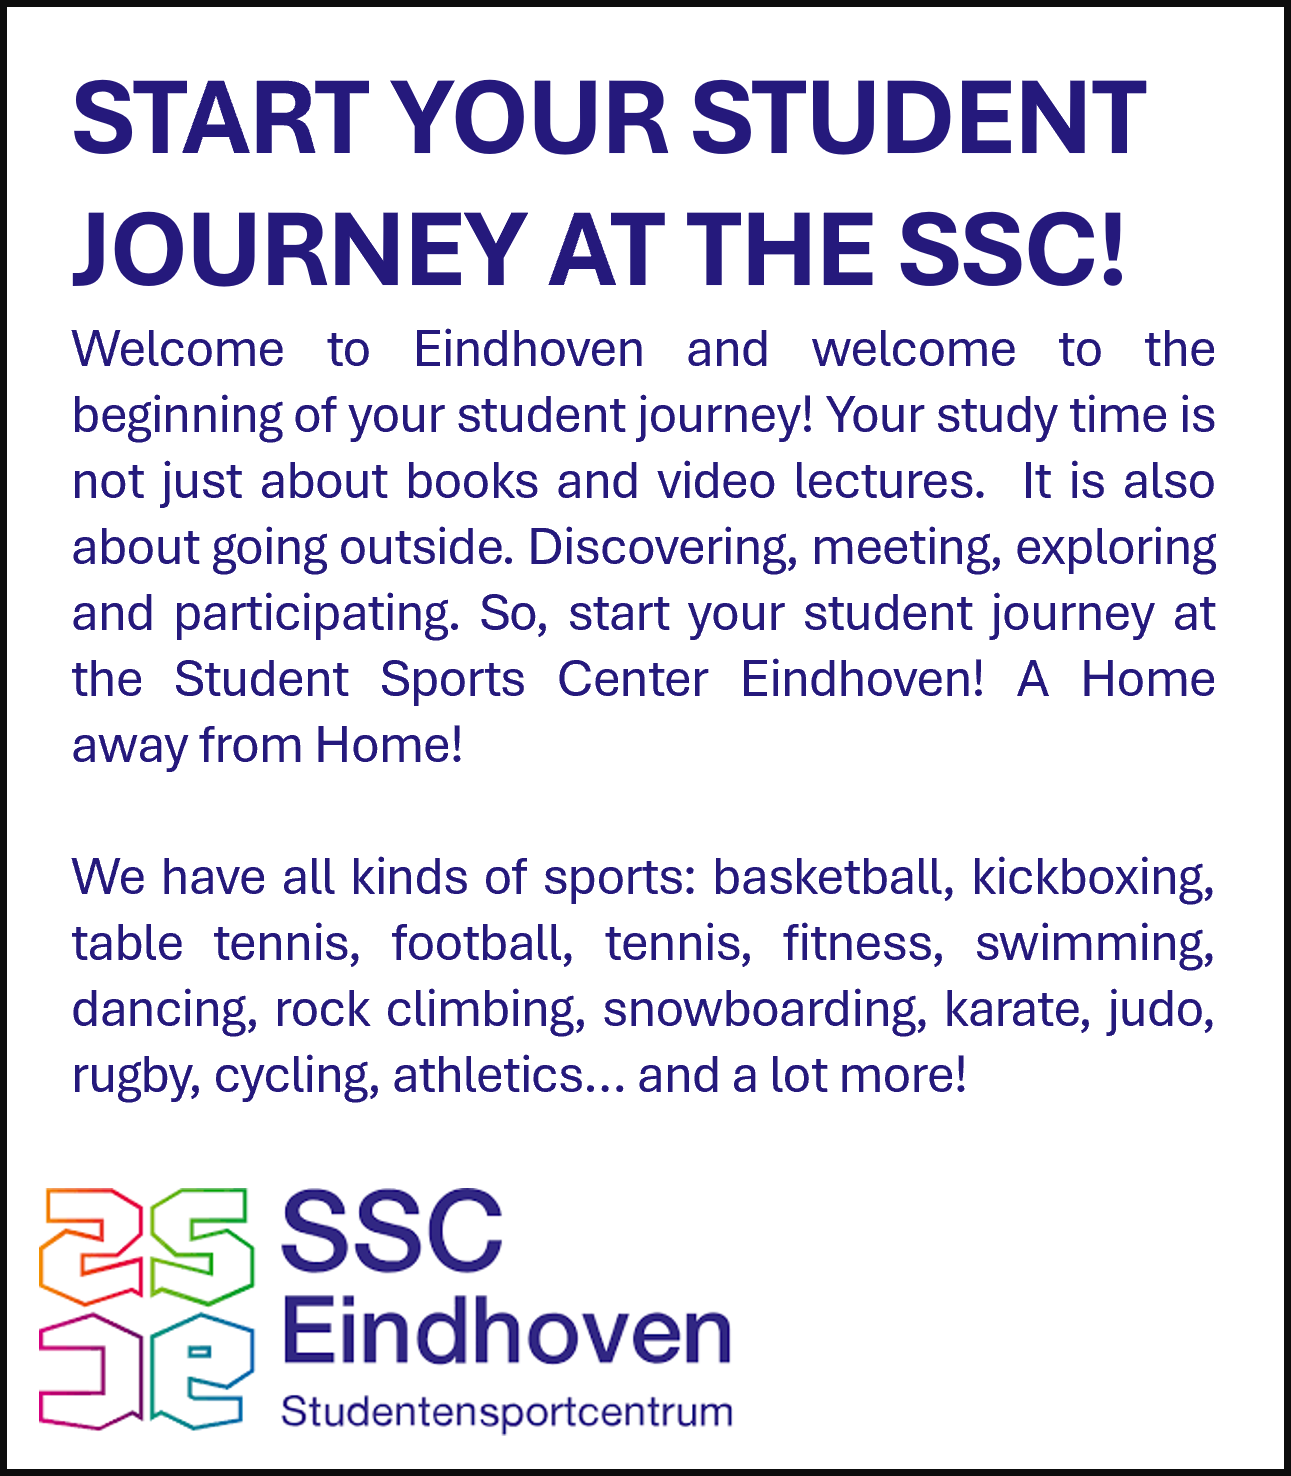 START YOUR STUDENT
JOURNEY AT THE SSC!
Welcome to Eindhoven and welcome to the
beginning of your student journey! Your study time is
not just about books and video lectures.  It is also
about going outside. Discovering, meeting, exploring
and participating. So, start your student journey at
the Student Sports Center Eindhoven! A Home
away from Home!
We have all kinds of sports: basketball, kickboxing,
table tennis, football, tennis, fitness, swimming,
dancing, rock climbing, snowboarding, karate, judo,
rugby, cycling, athletics... and a lot more!
SSC
Eindhoven
Studentensportcentrum